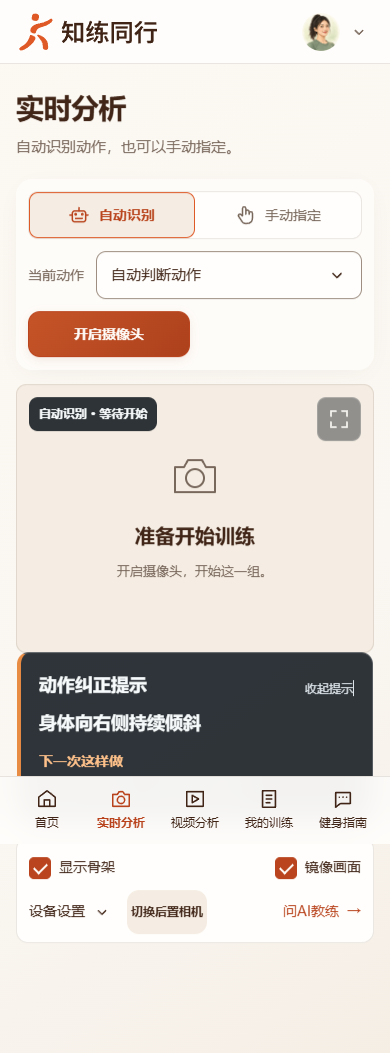 知练同行
实时分析
自动识别动作，也可以手动指定。
自动识别
手动指定
当前动作
自动判断动作
开启摄像头
自动识别·等待开始
准备开始训练
开启摄像头，开始这一组。
动作纠正提示
收起提示
身体向右侧持续倾斜
下一次这样做
首页
实时分析
视频分析
我的训练
健身指南
显示骨架
镜像画面
设备设置
切换后置相机
问AI教练 →